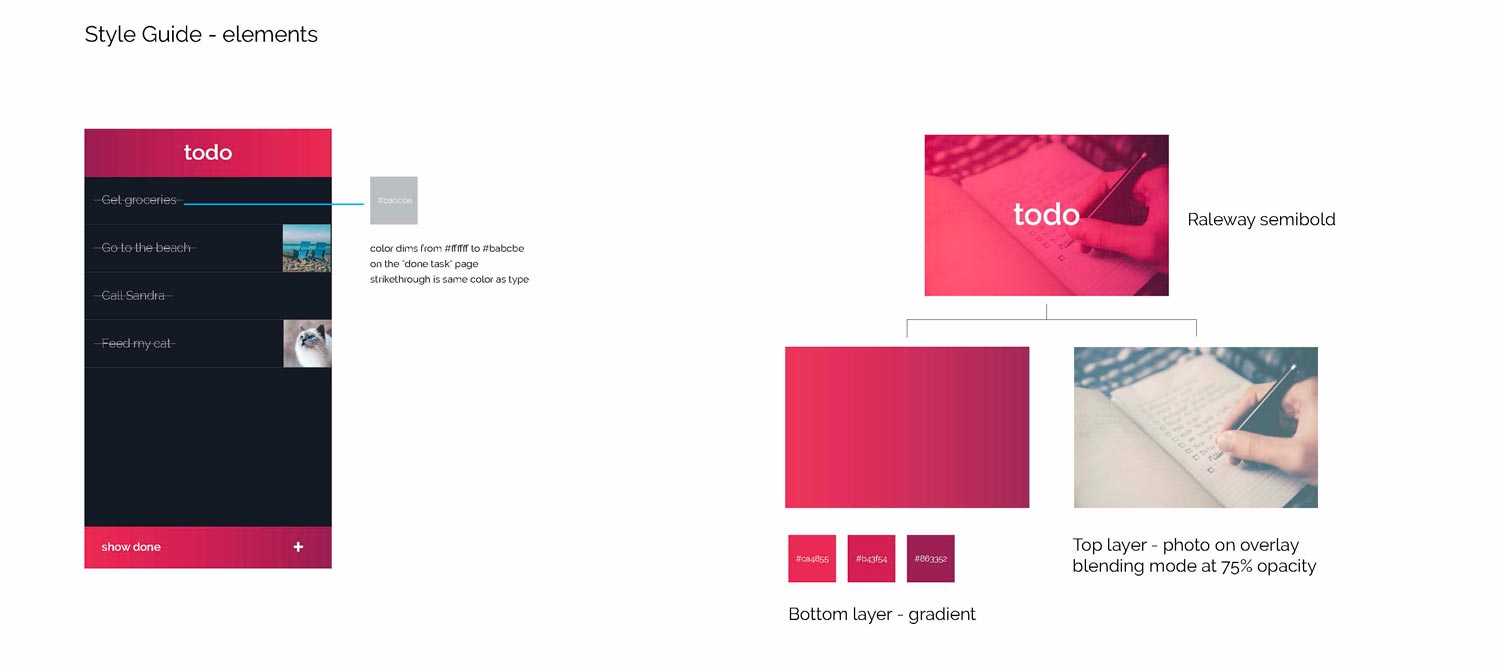 Style Guide - elements
todo
Get groceries
Go to the beach
Call Sandra
Feed my cat
show done
+
#babcbe
color dims from #ffffff to #babcbe
on the "done task" page
strikethrough is same color as type
todo
Raleway semibold
#ca4855
#b43f54
#863352
Bottom layer - gradient
Top layer - photo on overlay
blending mode at 75% opacity